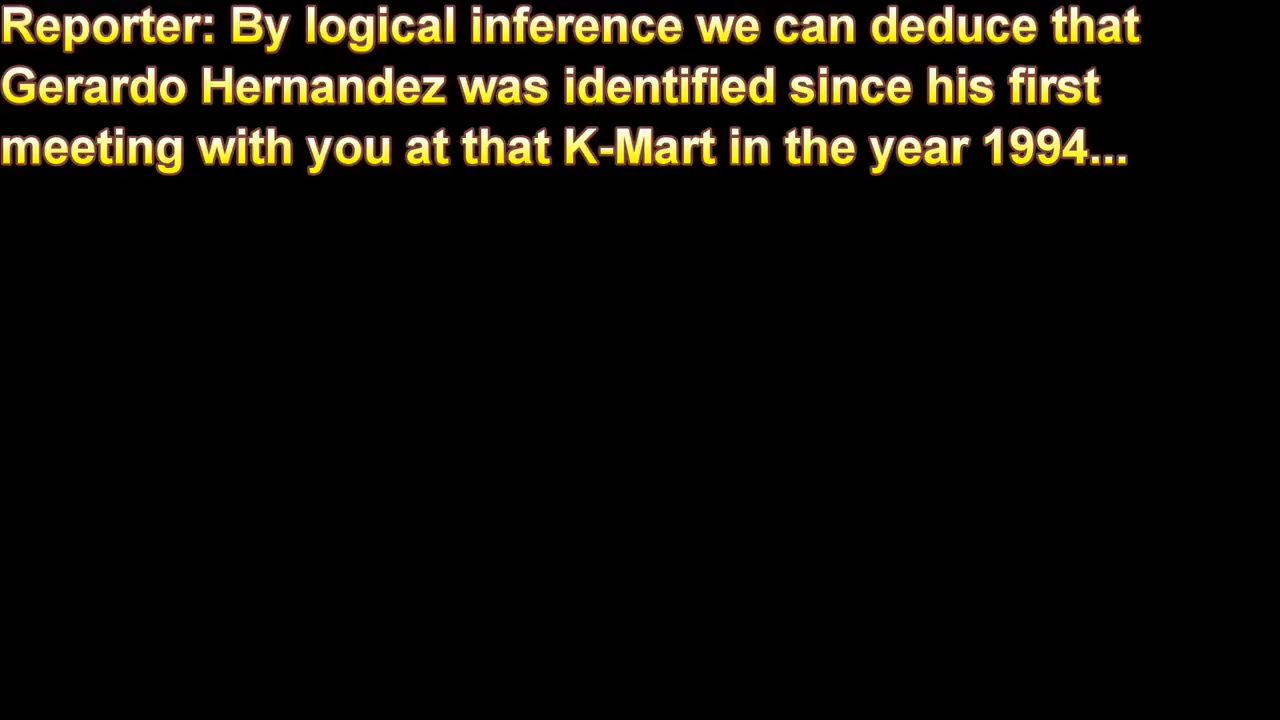 Reporter: By logical inference we can deduce that
Gerardo Hernandez was identified since his first
meeting with you at that K-Mart in the year 1994...